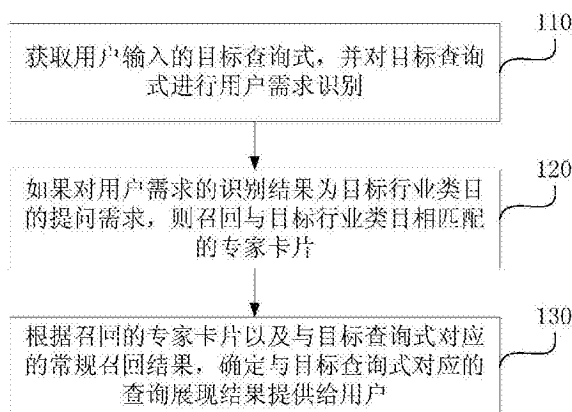 110
获取用户输入的目标查询式，并对目标查询
式进行用户需求识别
120
如果对用户需求的识别结果为目标行业类目
的提问需求，则召回与目标行业类目相匹配
的专家卡片
130
根据召回的专家卡片以及与目标查询式对应
的常规召回结果，确定与目标查询式对应的
查询展现结果提供给用户